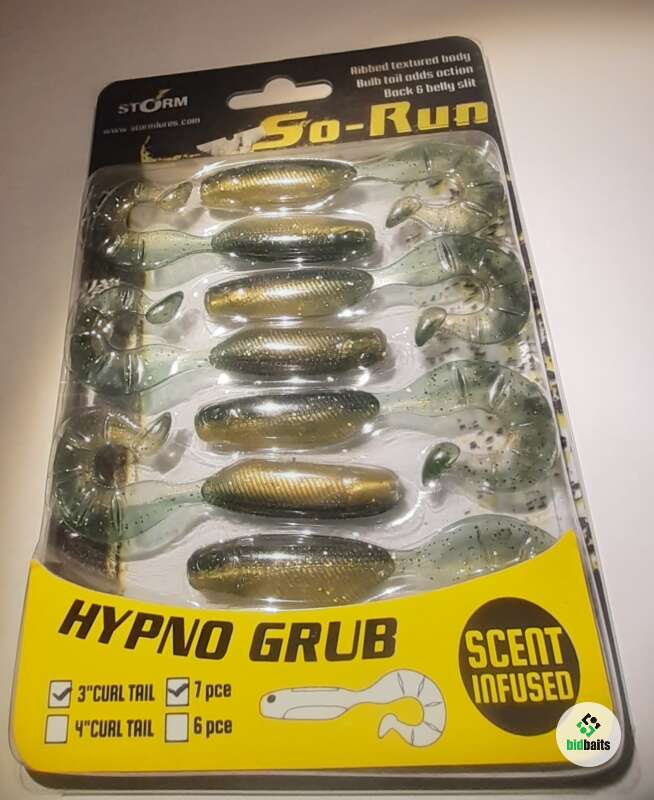 STORM
www.stormlures.com
Ribbed textured body
Bulb tail adds action
Back & belly slit
So-Run
HYPNO GRUB
3"CURL TAIL
7 pce
4"CURL TAIL
6 pce
SCENT
INFUSED
bidbaits